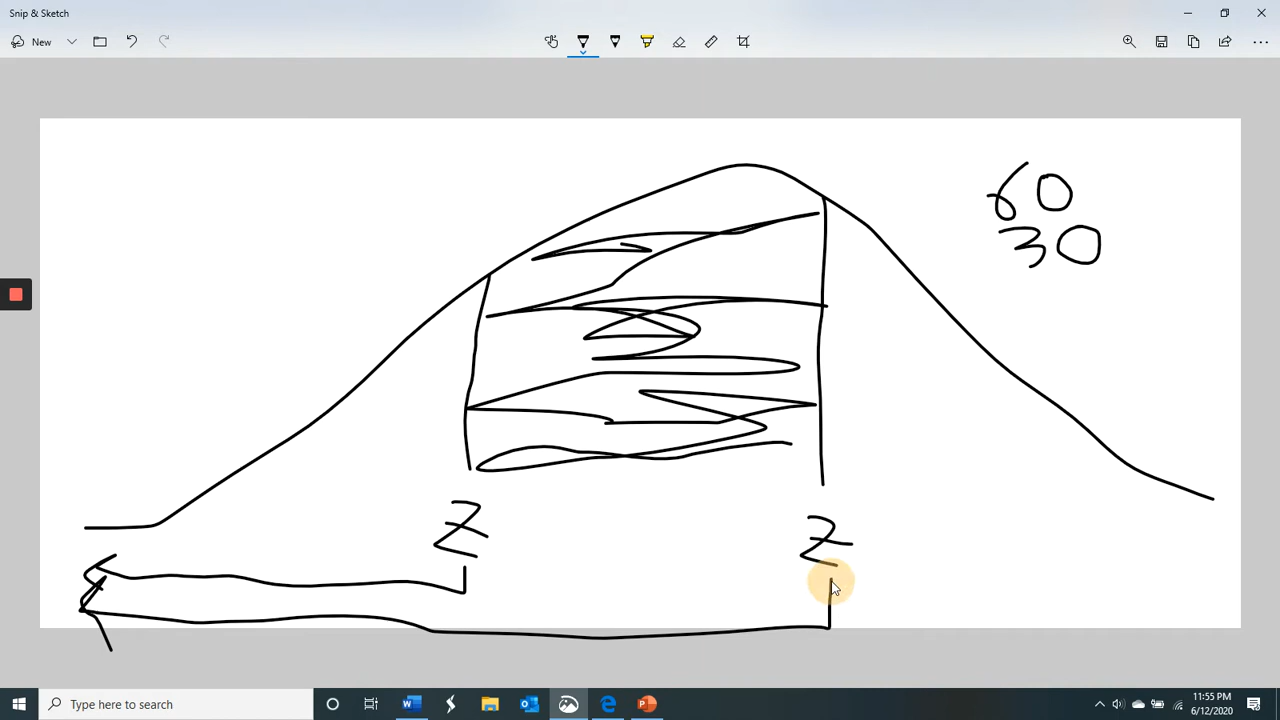 Snip & Sketch
New
60
30
Z
Z
Type here to search
11:55 PM
6/12/2020